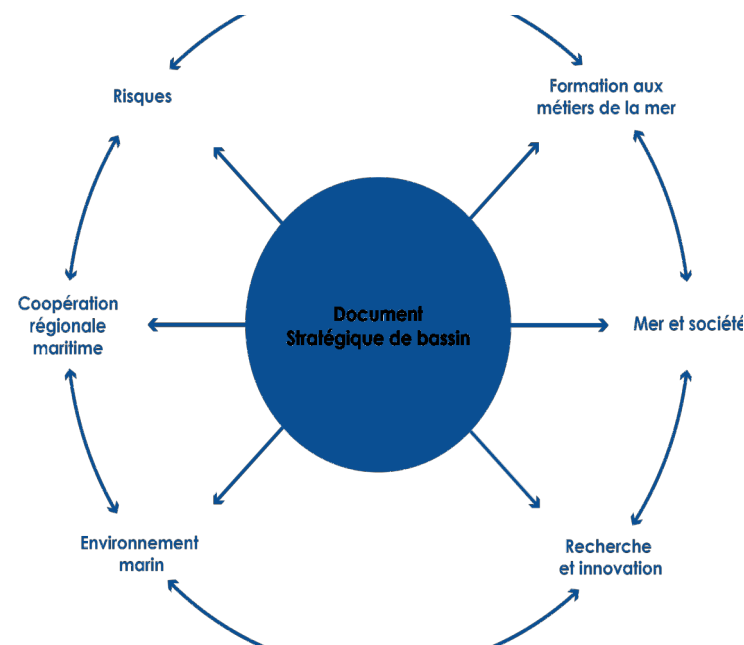 Risques
Formation aux
métiers de la mer
Coopération
régionale
maritime
Document
Stratégique de bassin
Mer et société
Environnement
marin
Recherche
et innovation